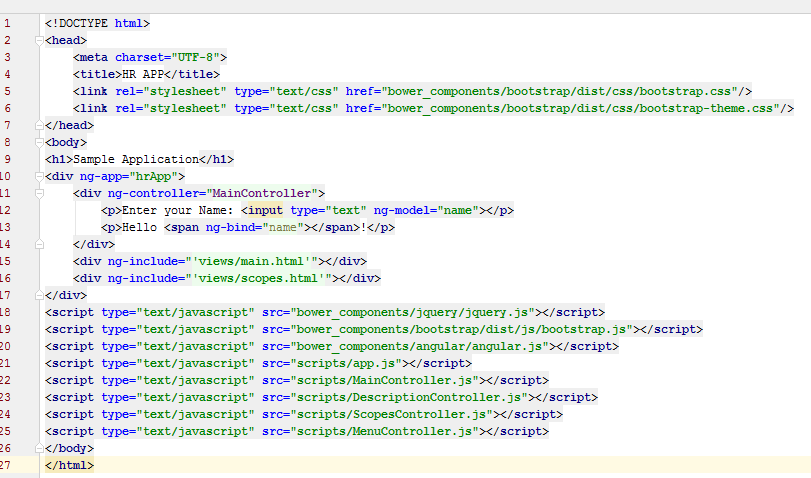 1 <!DOCTYPE html>
2 <head>
3 <meta charset="UTF-8">
4 <title>HR APP</title>
5 <link rel="stylesheet" type="text/css" href="bower_components/bootstrap/dist/css/bootstrap.css"/>
6 <link rel="stylesheet" type="text/css" href="bower_components/bootstrap/dist/css/bootstrap-theme.css"/>
7 </head>
8 <body>
9 <h1>Sample Application</h1>
10 <div ng-app="hrApp">
11 <div ng-controller="MainController">
12 <p>Enter your Name: <input type="text" ng-model="name"></p>
13 <p>Hello <span ng-bind="name"></span>!</p>
14 </div>
15 <div ng-include="'views/main.html'"></div>
16 <div ng-include="'views/scopes.html'"></div>
17 </div>
18 <script type="text/javascript" src="bower_components/jquery/jquery.js"></script>
19 <script type="text/javascript" src="bower_components/bootstrap/dist/js/bootstrap.js"></script>
20 <script type="text/javascript" src="bower_components/angular/angular.js"></script>
21 <script type="text/javascript" src="scripts/app.js"></script>
22 <script type="text/javascript" src="scripts/MainController.js"></script>
23 <script type="text/javascript" src="scripts/DescriptionController.js"></script>
24 <script type="text/javascript" src="scripts/ScopesController.js"></script>
25 <script type="text/javascript" src="scripts/MenuController.js"></script>
26 </body>
27 </html>